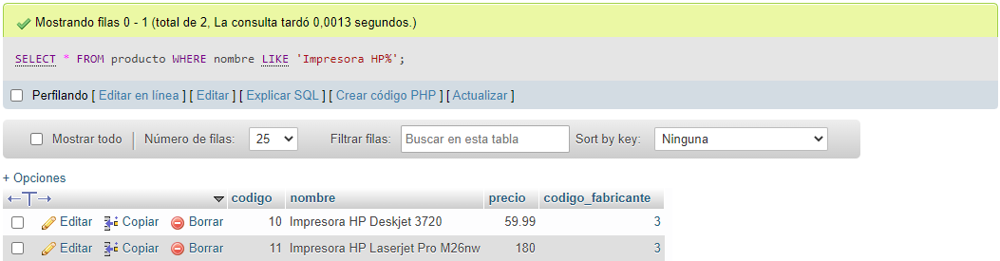 Mostrando filas 0 - 1 (total de 2, La consulta tardó 0,0013 segundos.)
SELECT * FROM producto WHERE nombre LIKE 'Impresora HP%';
Perfilando [ Editar en línea ] [ Editar ] [ Explicar SQL ] [ Crear código PHP ] [ Actualizar ]
Mostrar todo Número de filas: 25 Filtrar filas: Buscar en esta tabla Sort by key: Ninguna
+ Opciones
codigo nombre precio codigo_fabricante
Editar Copiar Borrar 10 Impresora HP Deskjet 3720 59.99 3
Editar Copiar Borrar 11 Impresora HP Laserjet Pro M26nw 180 3